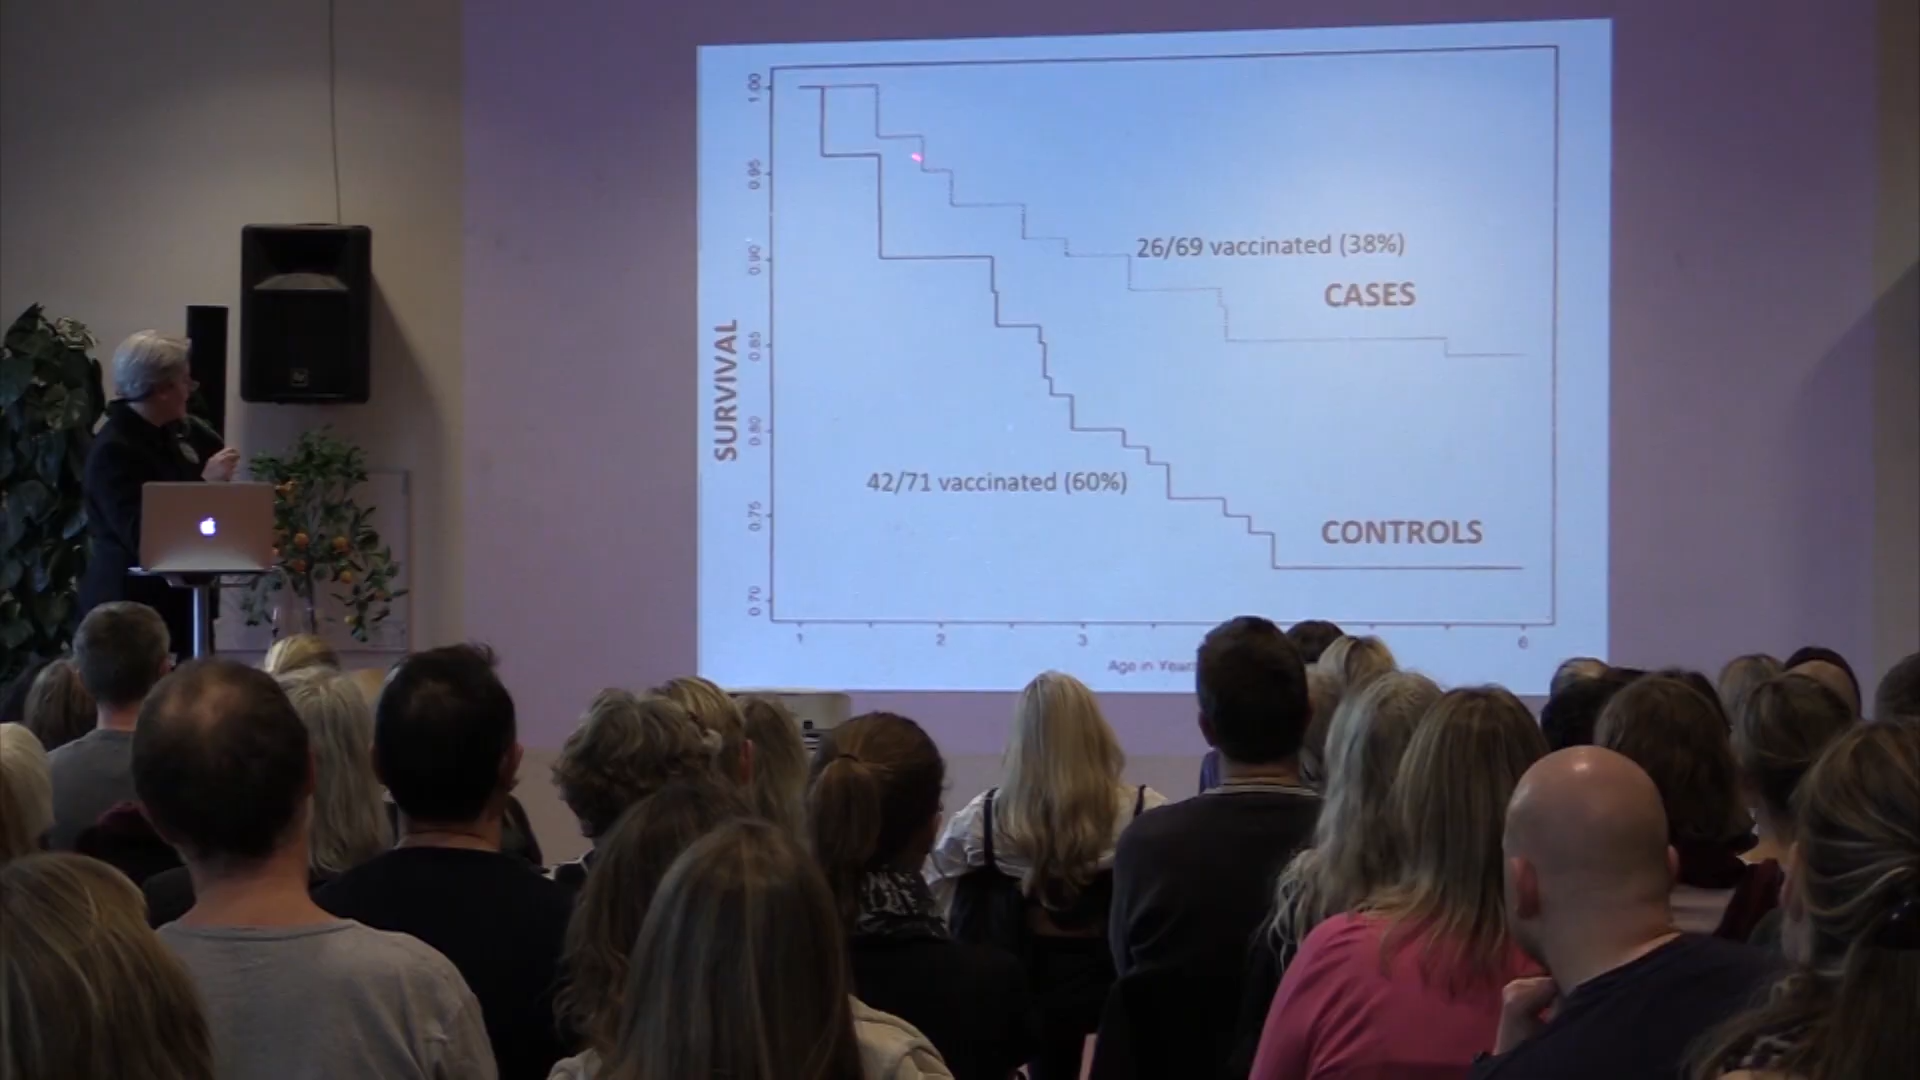 SURVIVAL
1.00
0.95
0.90
0.85
0.80
0.75
0.70
26/69 vaccinated (38%)
CASES
42/71 vaccinated (60%)
CONTROLS
1 2 3 6
Age in Years